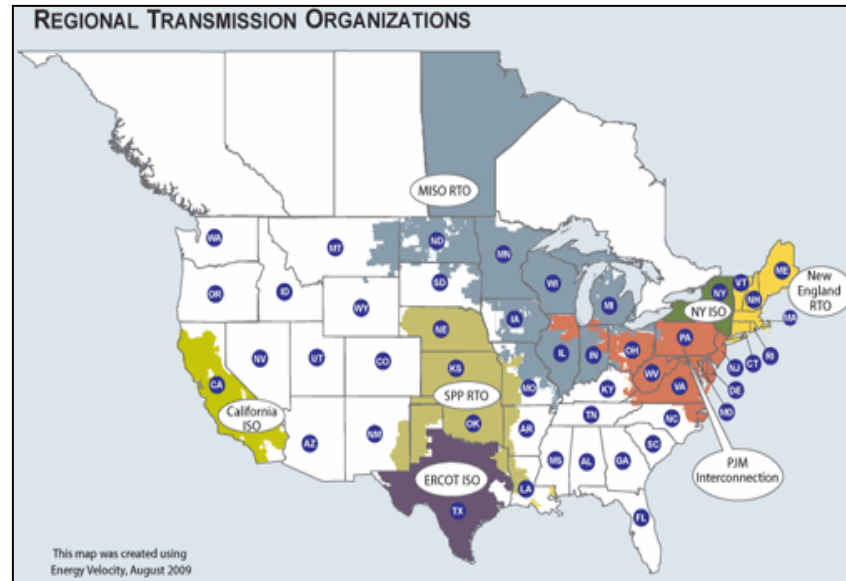 REGIONAL TRANSMISSION ORGANIZATIONS
MISO RTO
WA
MT
ND
MN
OR
ID
WY
SD
WI
MI
NY
VT
ME
NH
New
England
RTO
NY ISO
MA
NV
UT
CO
NE
IA
IL
IN
OH
PA
NJ
CT
RI
CA
California
ISO
KS
MO
KY
WV
VA
DE
MD
SPP RTO
AZ
NM
OK
AR
TN
NC
SC
PJM
Interconnection
ERCOT ISO
TX
LA
MS
AL
GA
FL
This map was created using
Energy Velocity, August 2009